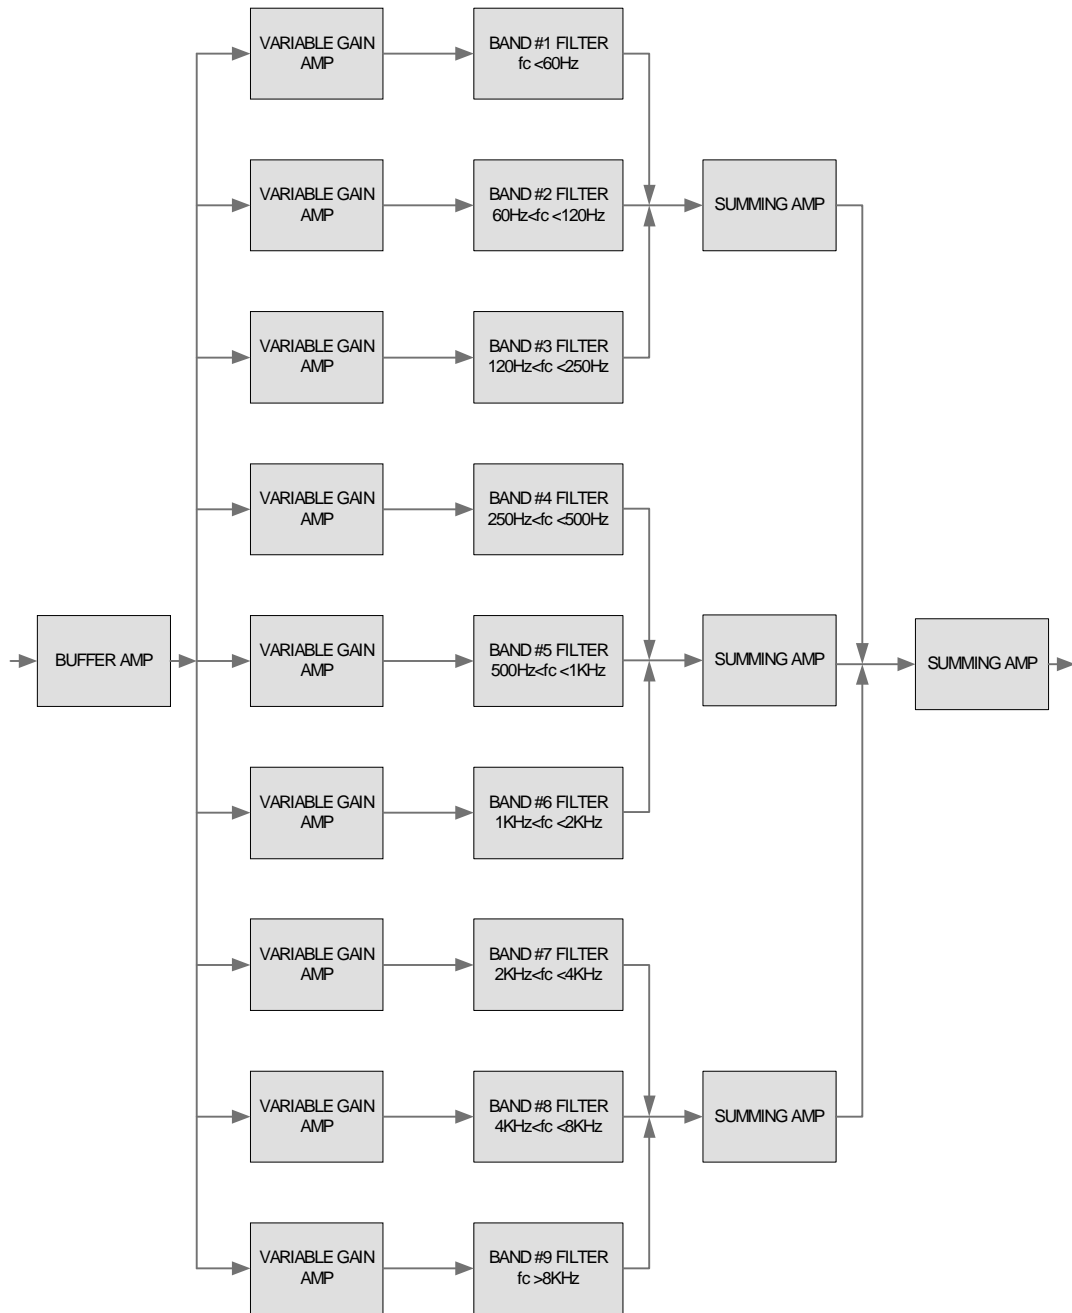 VARIABLE GAIN
AMP
BAND #1 FILTER
fc <60Hz
VARIABLE GAIN
AMP
BAND #2 FILTER
60Hz<fc <120Hz
SUMMING AMP
VARIABLE GAIN
AMP
BAND #3 FILTER
120Hz<fc <250Hz
VARIABLE GAIN
AMP
BAND #4 FILTER
250Hz<fc <500Hz
BUFFER AMP
VARIABLE GAIN
AMP
BAND #5 FILTER
500Hz<fc <1KHz
SUMMING AMP
SUMMING AMP
VARIABLE GAIN
AMP
BAND #6 FILTER
1KHz<fc <2KHz
VARIABLE GAIN
AMP
BAND #7 FILTER
2KHz<fc <4KHz
VARIABLE GAIN
AMP
BAND #8 FILTER
4KHz<fc <8KHz
SUMMING AMP
VARIABLE GAIN
AMP
BAND #9 FILTER
fc >8KHz